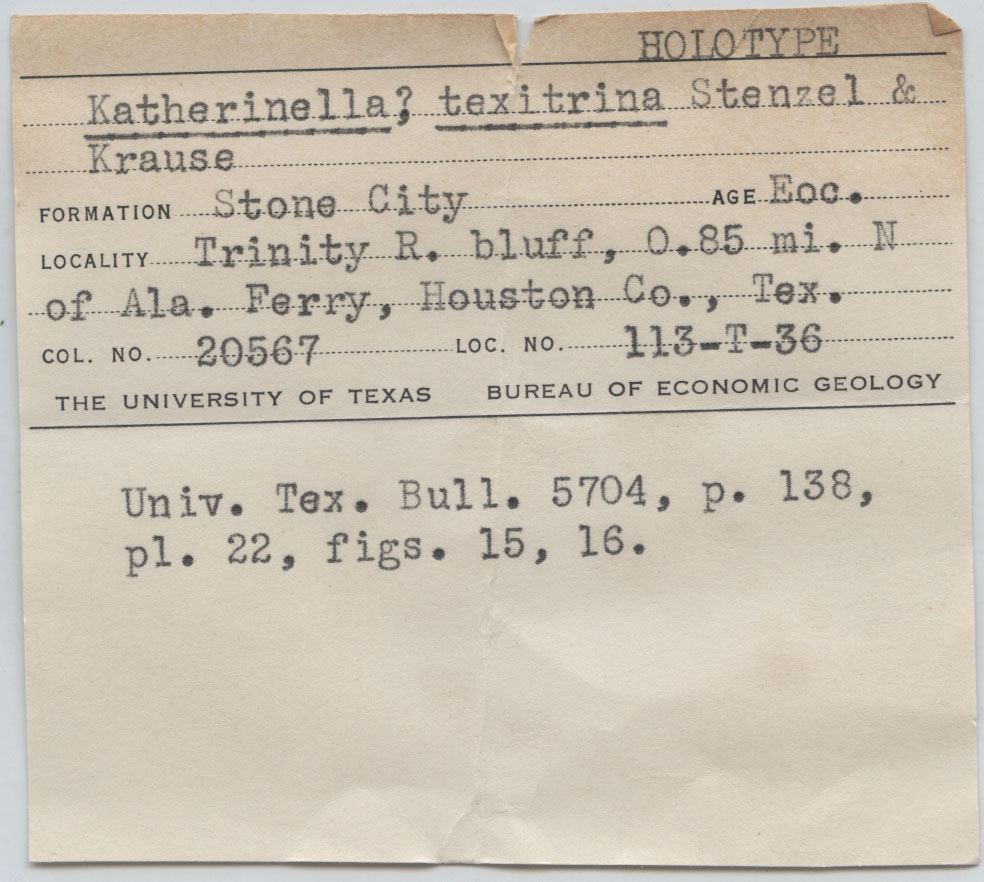 HOLOTYPE
Katherinella? texitrina Stenzel &
Krause
FORMATION Stone City AGE Eoc.
LOCALITY Trinity R. bluff, 0.85 mi. N
of Ala. Ferry, Houston Co., Tex.
COL. NO. 20567 LOC. NO. 113-T-36
THE UNIVERSITY OF TEXAS BUREAU OF ECONOMIC GEOLOGY
Univ. Tex. Bull. 5704, p. 138,
pl. 22, figs. 15, 16.